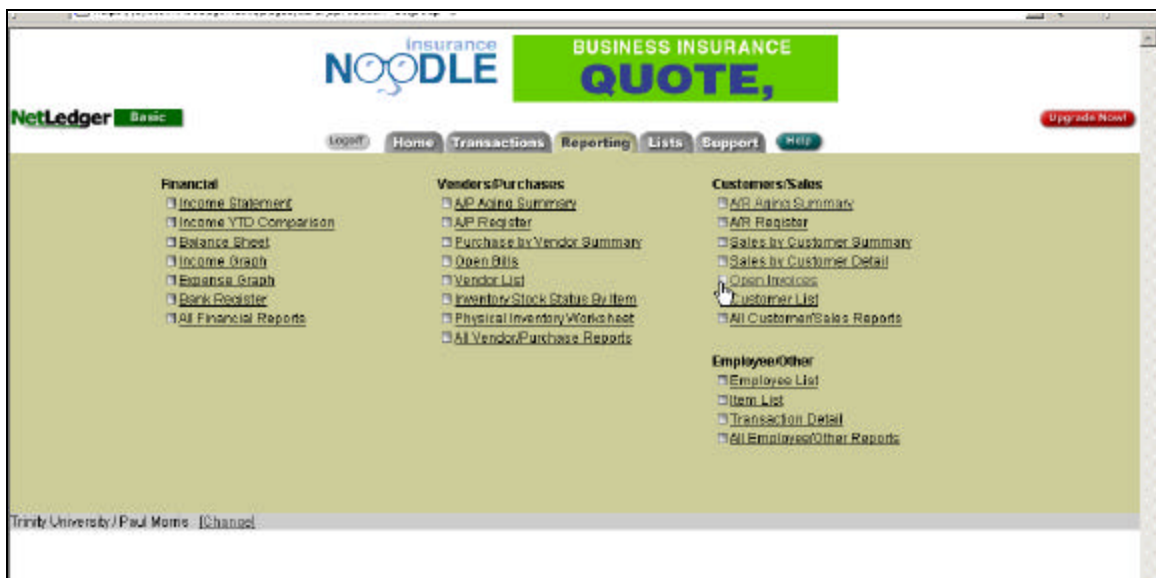 insurance
NOODLE
BUSINESS INSURANCE
QUOTE,
NetLedger Basic
Upgrade Now!
Logoff Home Transactions Reporting Lists Support Help
Financial
Income Statement
Income YTD Comparison
Balance Sheet
Income Graph
Expense Graph
Bank Register
All Financial Reports
Vendors/Purchases
A/P Aging Summary
A/P Register
Purchase by Vendor Summary
Open Bills
Vendor List
Inventory Stock Status By Item
Physical Inventory Worksheet
All Vendor/Purchase Reports
Customers/Sales
A/R Aging Summary
A/R Register
Sales by Customer Summary
Sales by Customer Detail
Open Invoices
Customer List
All Customer/Sales Reports
Employee/Other
Employee List
Item List
Transaction Detail
All Employee/Other Reports
Trinity University / Paul Morris [Change]